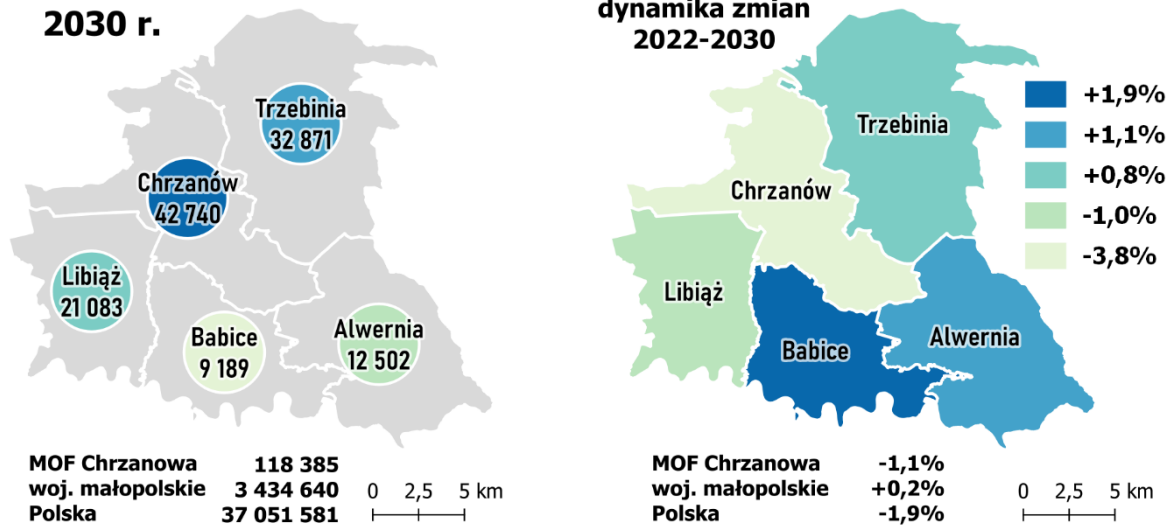 2030 r.
Trzebinia
32 871
Chrzanów
42 740
Libiąż
21 083
Babice
9 189
Alwernia
12 502
MOF Chrzanowa 118 385
woj. małopolskie 3 434 640
Polska 37 051 581
0 2,5 5 km
dynamika zmian
2022-2030
Trzebinia
Chrzanów
Libiąż
Babice
Alwernia
+1,9%
+1,1%
+0,8%
-1,0%
-3,8%
MOF Chrzanowa -1,1%
woj. małopolskie +0,2%
Polska -1,9%
0 2,5 5 km